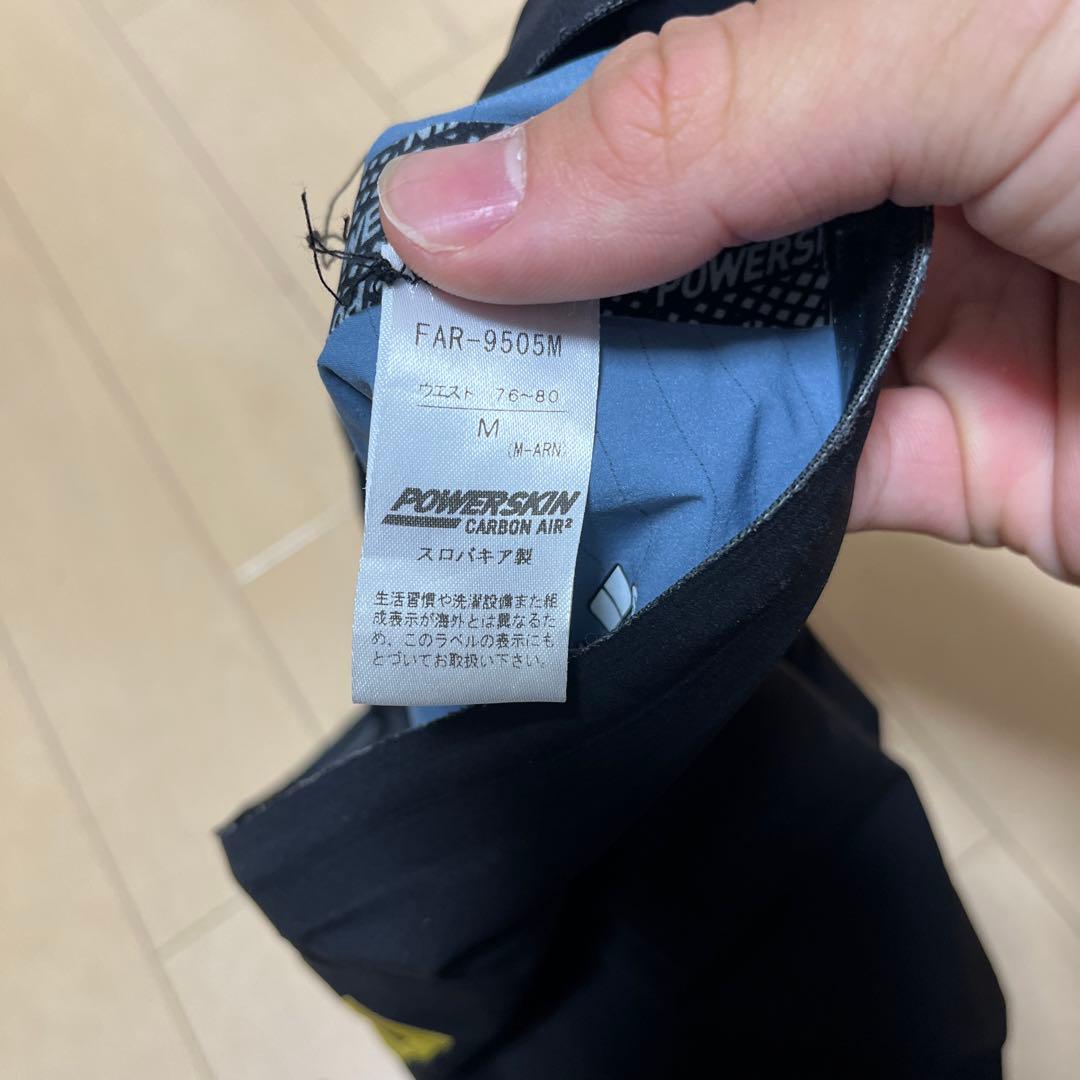 POWERS
FAR-9505M
ウエスト 76~80
M
(M-ARN)
POWERSKIN
CARBON AIR²
スロバキア製
生活習慣や洗濯設備また組
成表示が海外とは異なるた
め、このラベルの表示にも
とづいてお取扱い下さい。